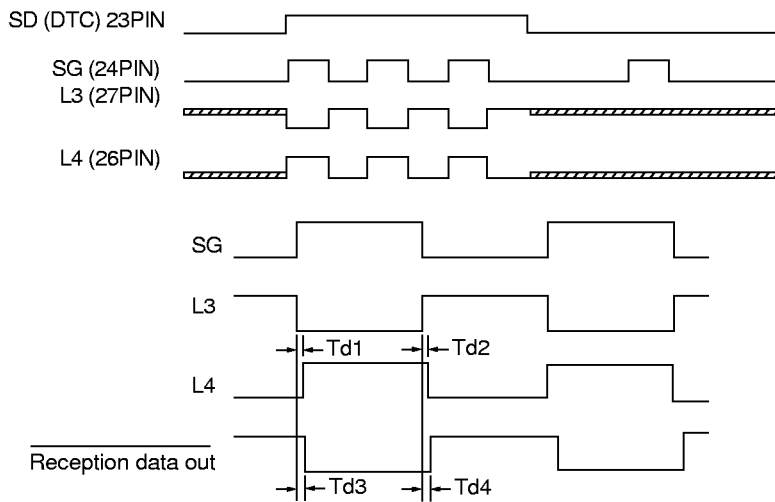 SD (DTC) 23PIN
SG (24PIN)
L3 (27PIN)
L4 (26PIN)
SG
L3
Td1
Td2
L4
Reception data out
Td3
Td4